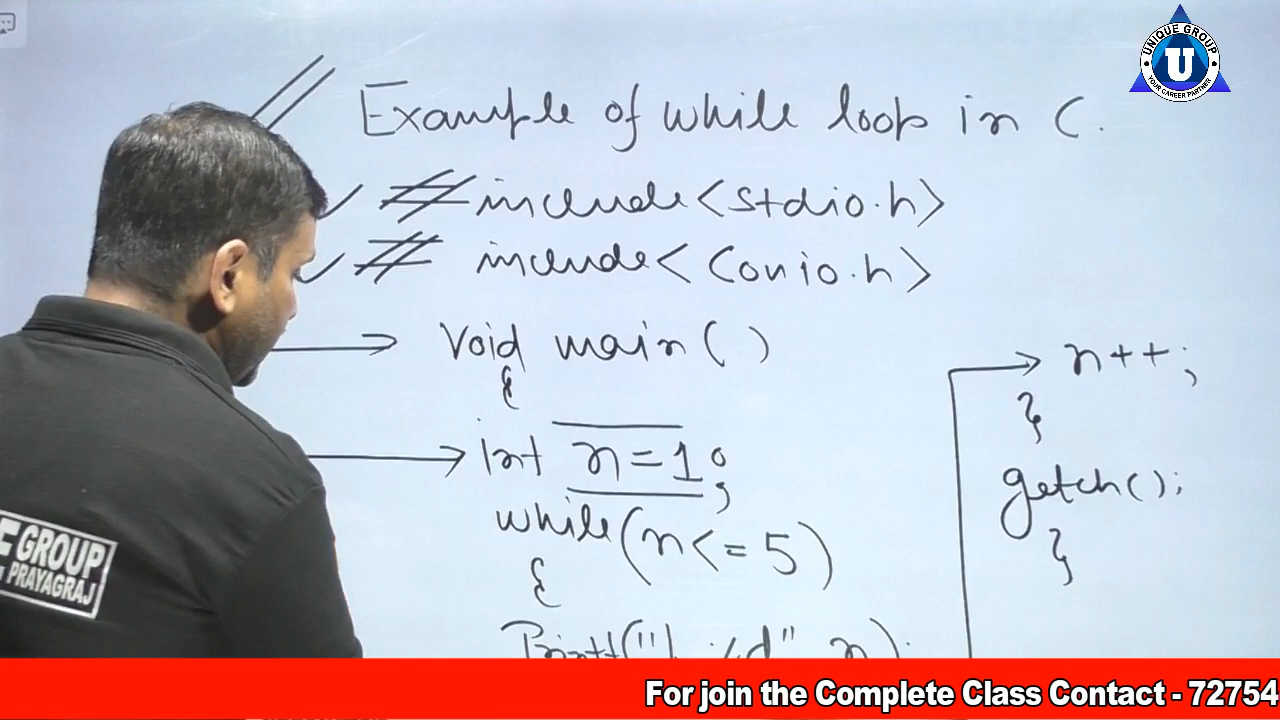 Example of while loop in C.
# include<stdio.h>
# include< Conio.h>
Void main()
{
int n=1;
while(n<=5)
{
Printf("\ %d" n);
n++;
}
getch();
}
UNIQUE GROUP
U
YOUR CAREER PARTNER
E GROUP
PRAYAGRAJ
For join the Complete Class Contact - 72754